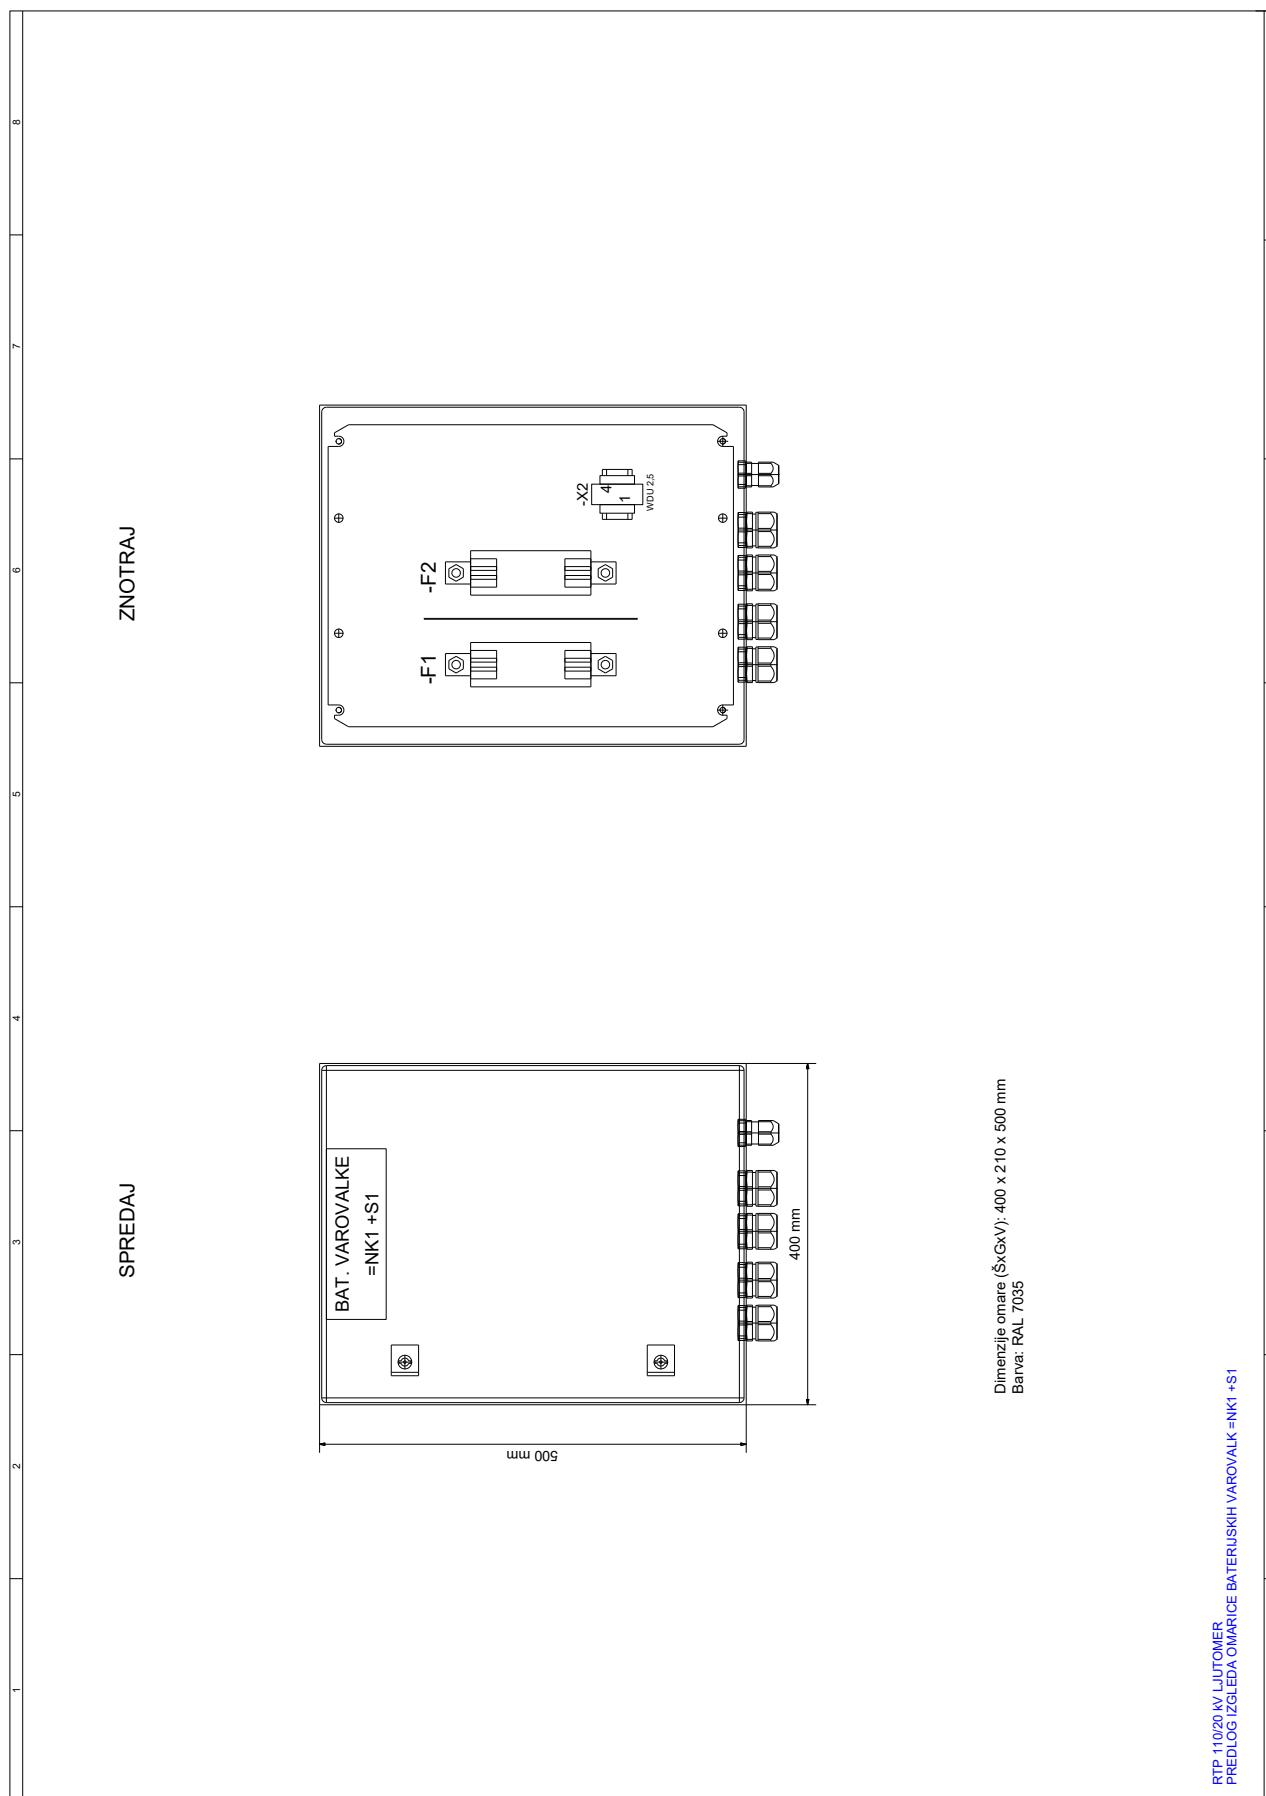 1
2
3
4
5
6
7
8
SPREDAJ
ZNOTRAJ
BAT. VAROVALKE
=NK1 +S1
500 mm
400 mm
-F1
-F2
-X2
4
1
WDU 2,5
Dimenzije omare (ŠxGxV): 400 x 210 x 500 mm
Barva: RAL 7035
RTP 110/20 kV LJUTOMER
PREDLOG IZGLEDA OMARICE BATERIJSKIH VAROVALK =NK1 +S1